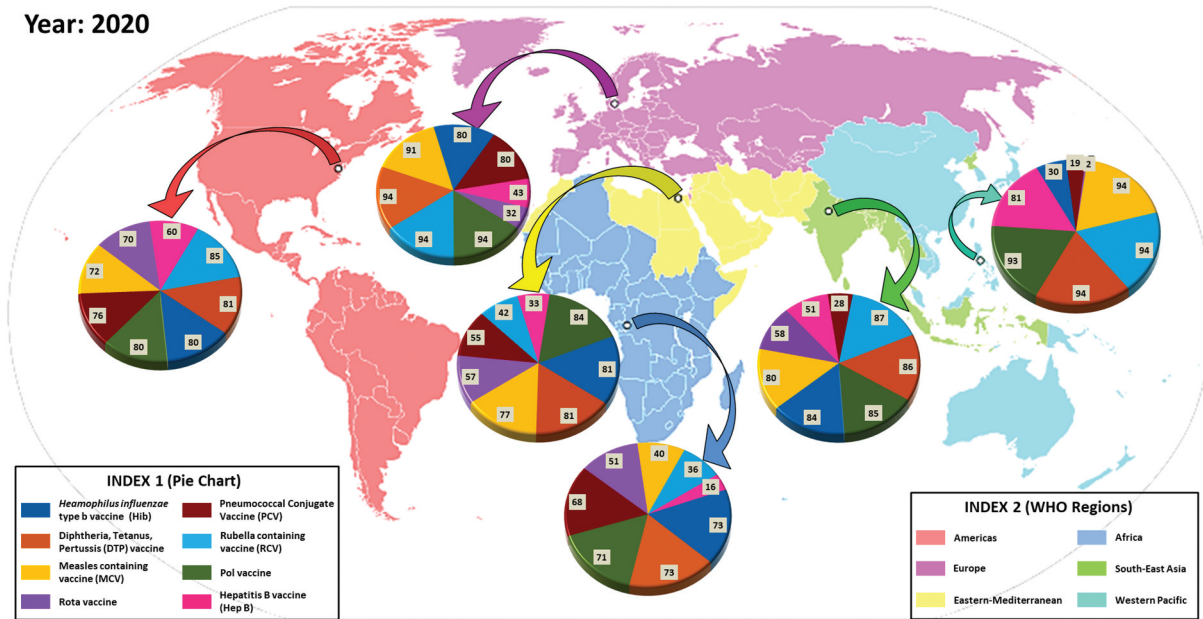 Year: 2020
80
91
80
43
94
32
94
94
60
70
85
72
81
76
80
80
33
42
84
55
81
57
77
81
28
51
87
58
86
80
84
85
19
2
30
94
81
94
93
94
40
51
36
16
68
73
71
73
INDEX 1 (Pie Chart)
Heamophilus influenzae
type b vaccine (Hib)
Pneumococcal Conjugate
Vaccine (PCV)
Diphtheria, Tetanus,
Pertussis (DTP) vaccine
Rubella containing
vaccine (RCV)
Measles containing
vaccine (MCV)
Pol vaccine
Rota vaccine
Hepatitis B vaccine
(Hep B)
INDEX 2 (WHO Regions)
Americas
Africa
Europe
South-East Asia
Eastern-Mediterranean
Western Pacific